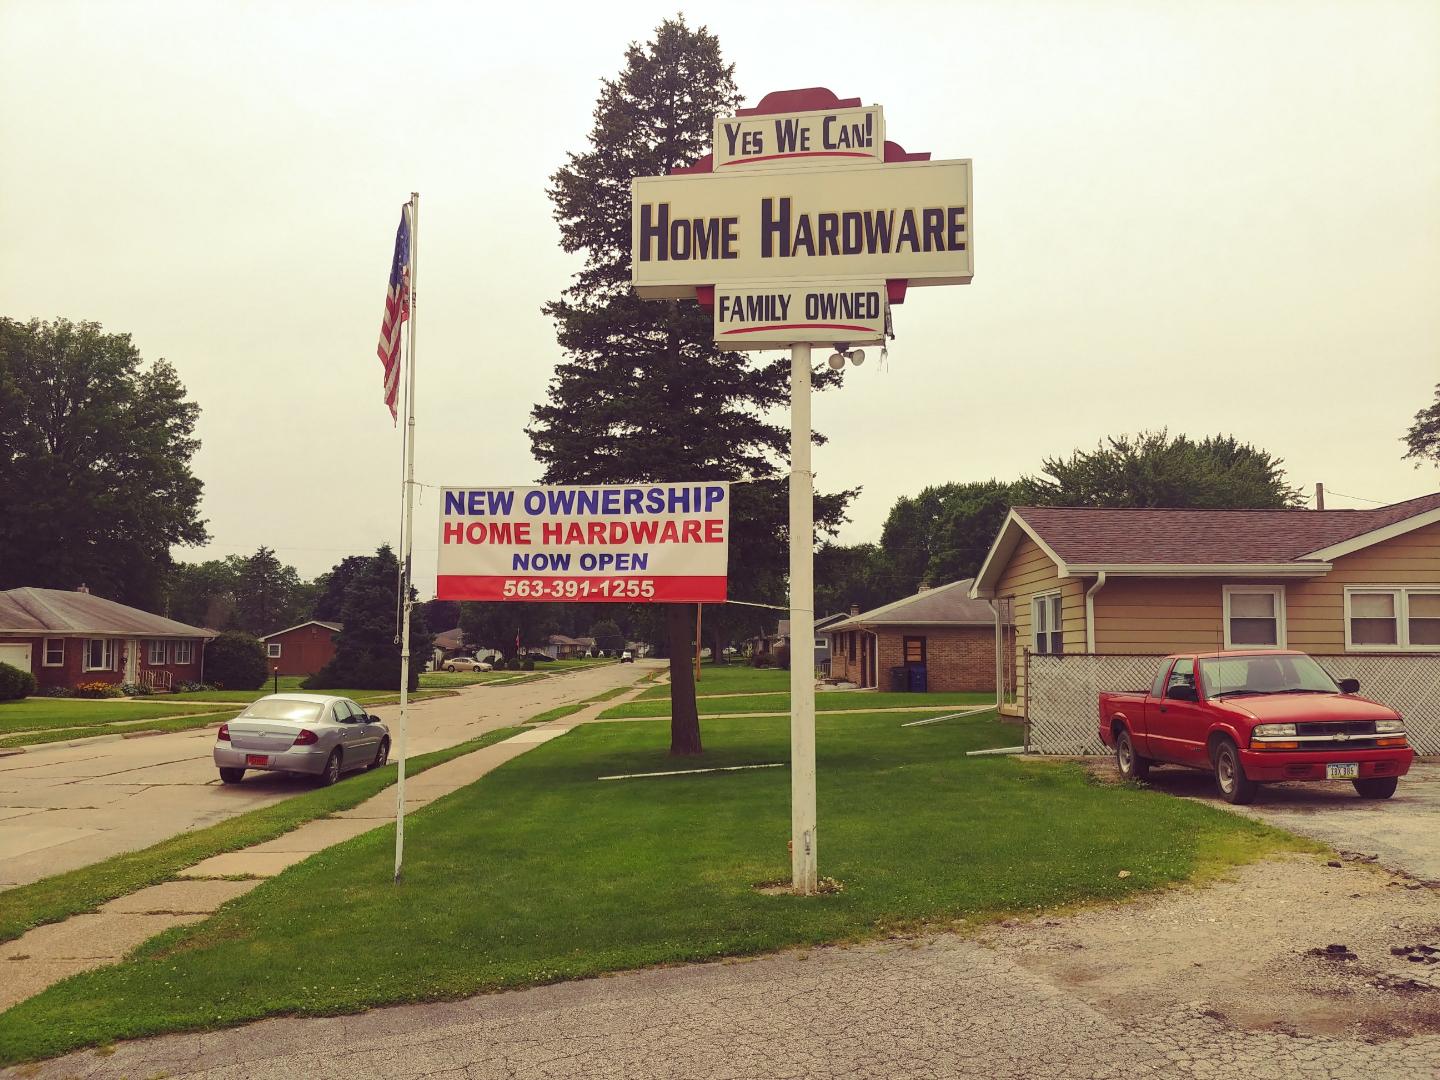 Yes We Can!
Home Hardware
FAMILY OWNED
NEW OWNERSHIP
HOME HARDWARE
NOW OPEN
563-391-1255